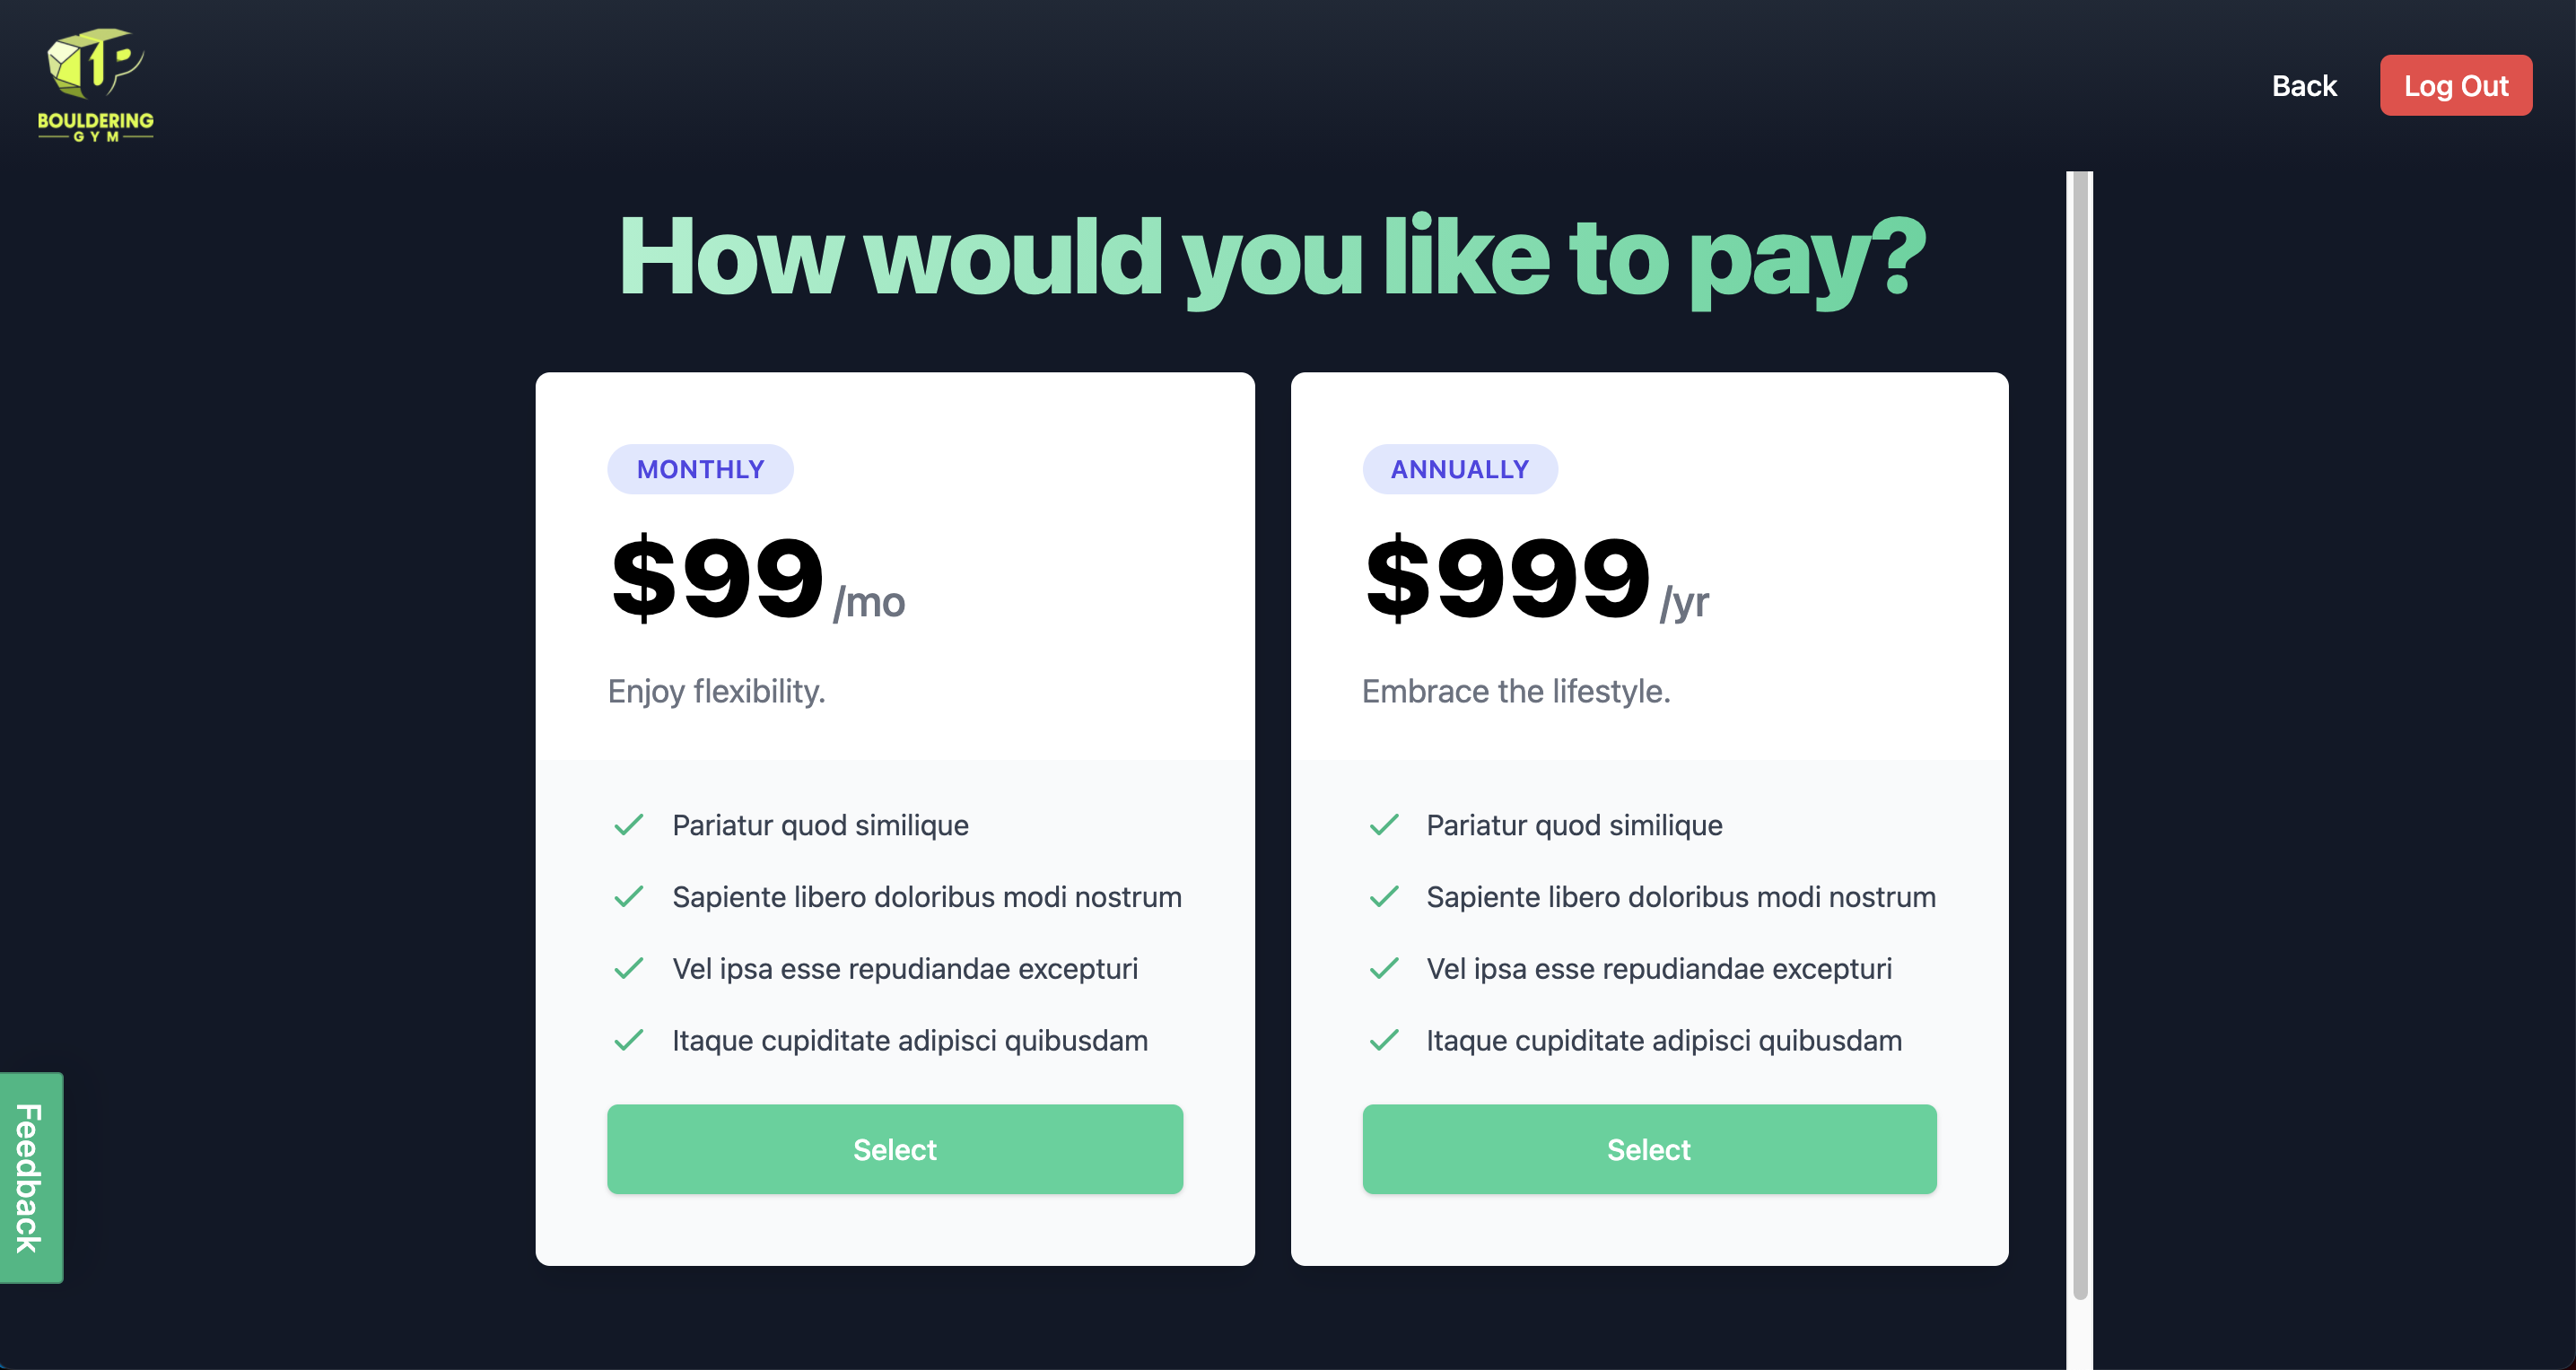 1P
BOULDERING
GYM
Back
Log Out
How would you like to pay?
MONTHLY
$99 /mo
Enjoy flexibility.
Pariatur quod similique
Sapiente libero doloribus modi nostrum
Vel ipsa esse repudiandae excepturi
Itaque cupiditate adipisci quibusdam
Select
ANNUALLY
$999 /yr
Embrace the lifestyle.
Pariatur quod similique
Sapiente libero doloribus modi nostrum
Vel ipsa esse repudiandae excepturi
Itaque cupiditate adipisci quibusdam
Select
Feedback